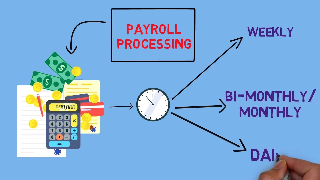 PAYROLL
PROCESSING
WEEKLY
BI-MONTHLY/
MONTHLY
DAI